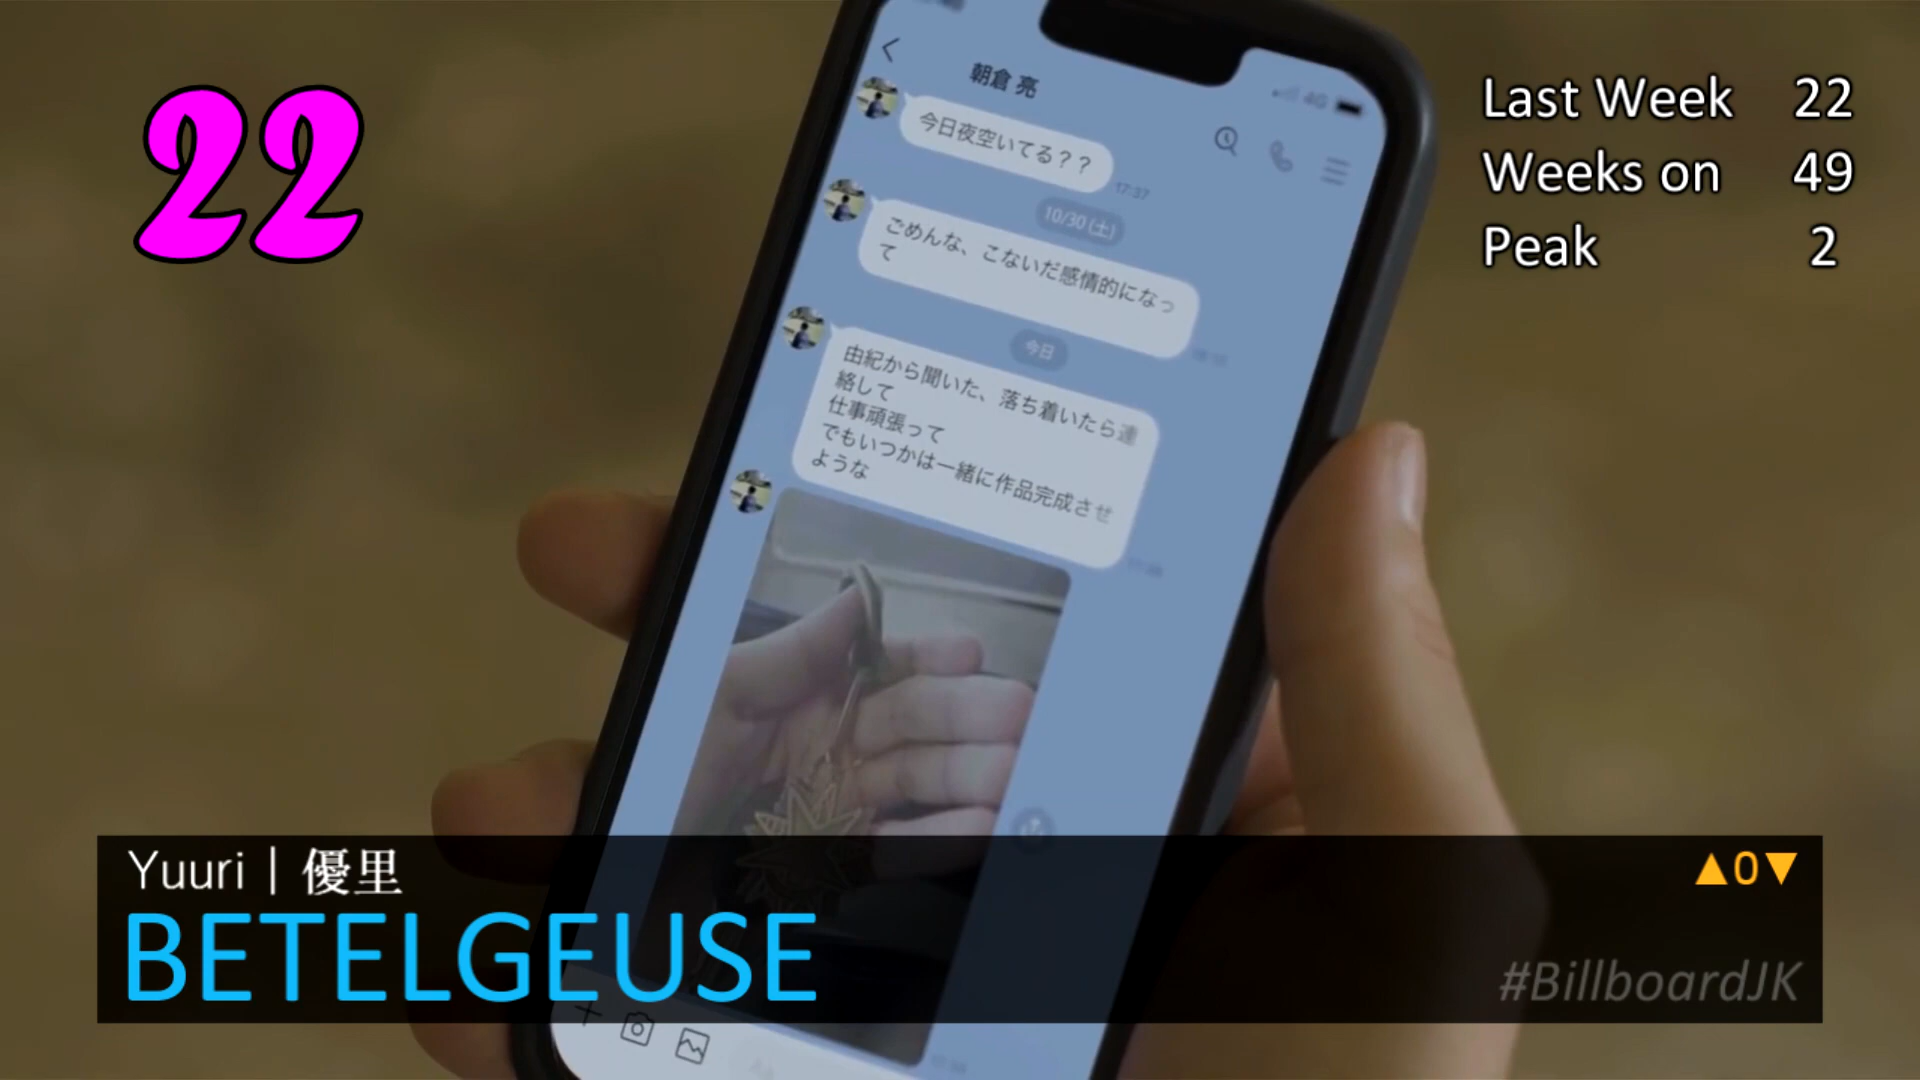 22
Last Week 22
Weeks on 49
Peak 2
4G
朝倉 亮
今日夜空いてる？？
17:37
10/30 (土)
ごめんな、こないだ感情的になっ
て
今日
由紀から聞いた、落ち着いたら連
絡して
仕事頑張って
でもいつかは一緒に作品完成させ
ような
Yuuri | 優里
▲0▼
BETELGEUSE
#BillboardJK